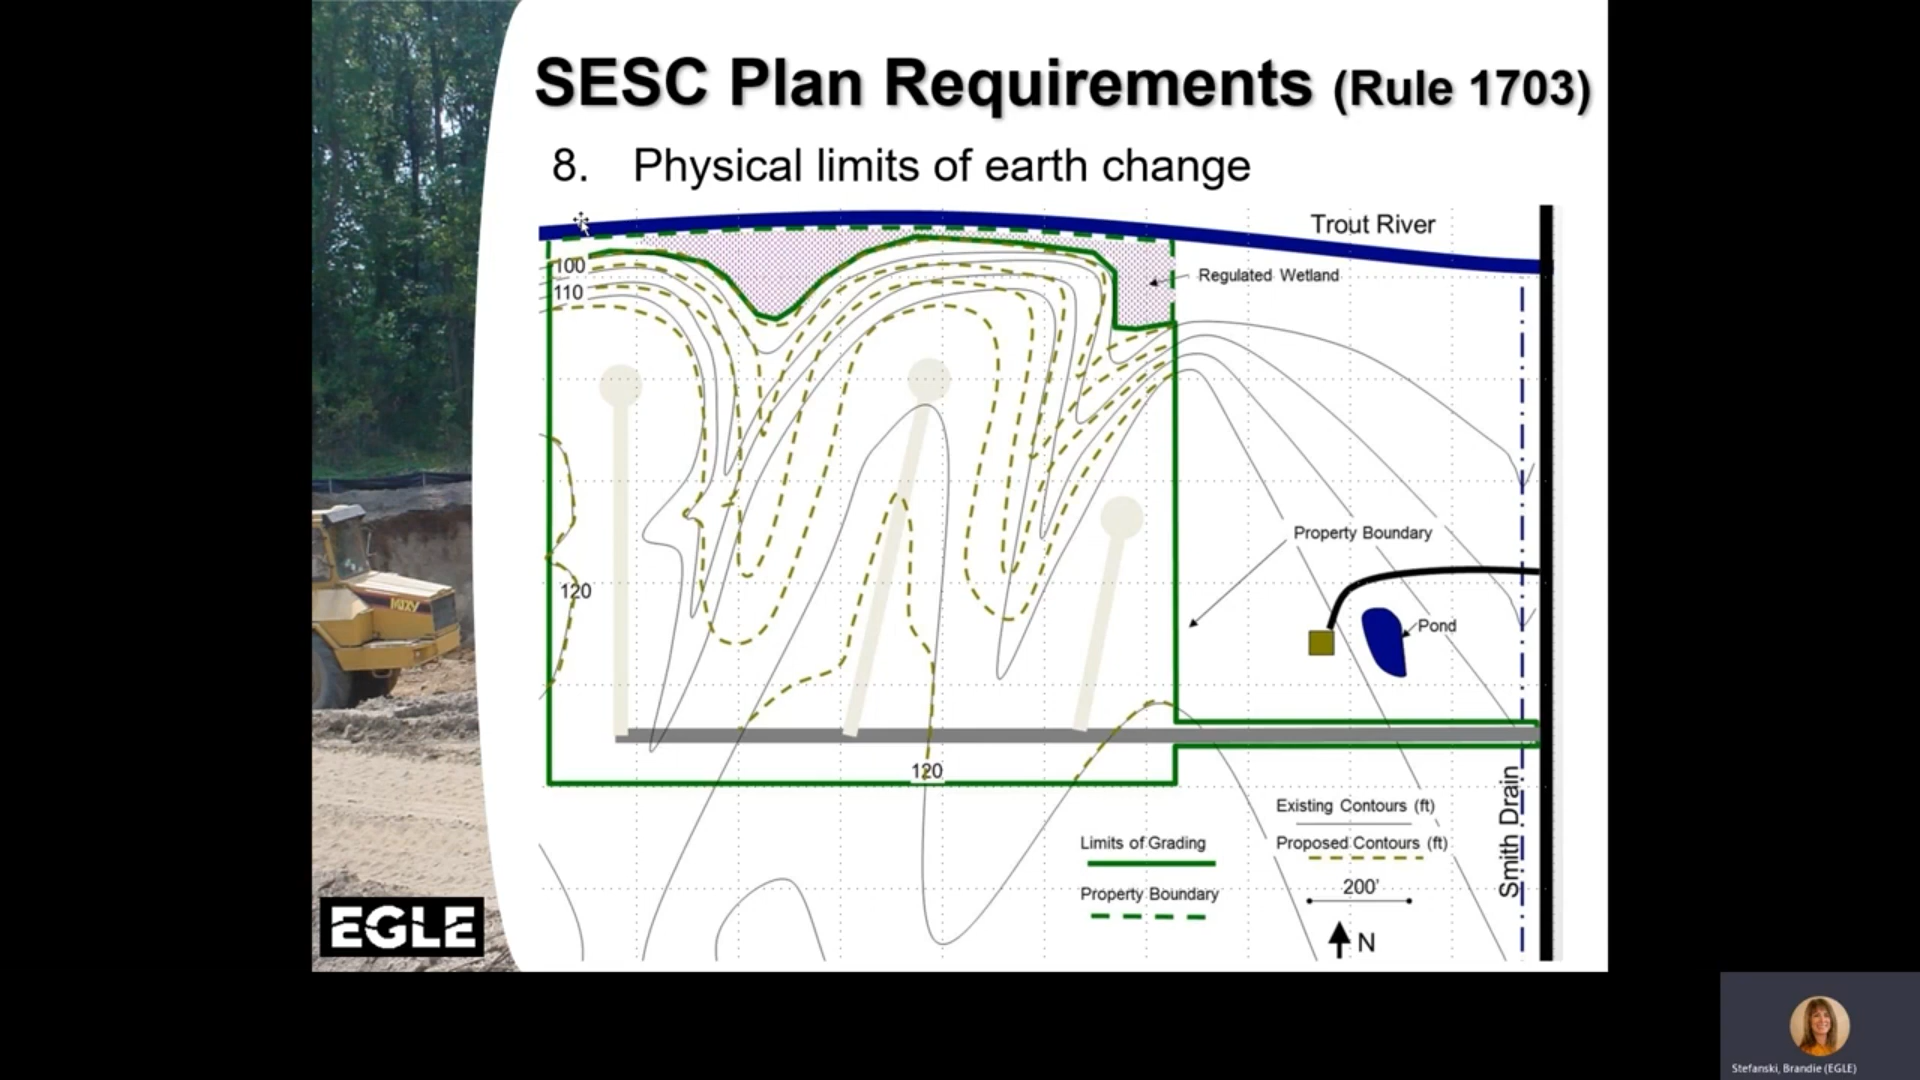 SESC Plan Requirements (Rule 1703)
8. Physical limits of earth change
Trout River
100
110
Regulated Wetland
Property Boundary
120
Pond
120
Smith Drain
Existing Contours (ft)
Limits of Grading
Proposed Contours (ft)
200'
Property Boundary
N
EGLE
Stefanski, Brandie (EGLE)